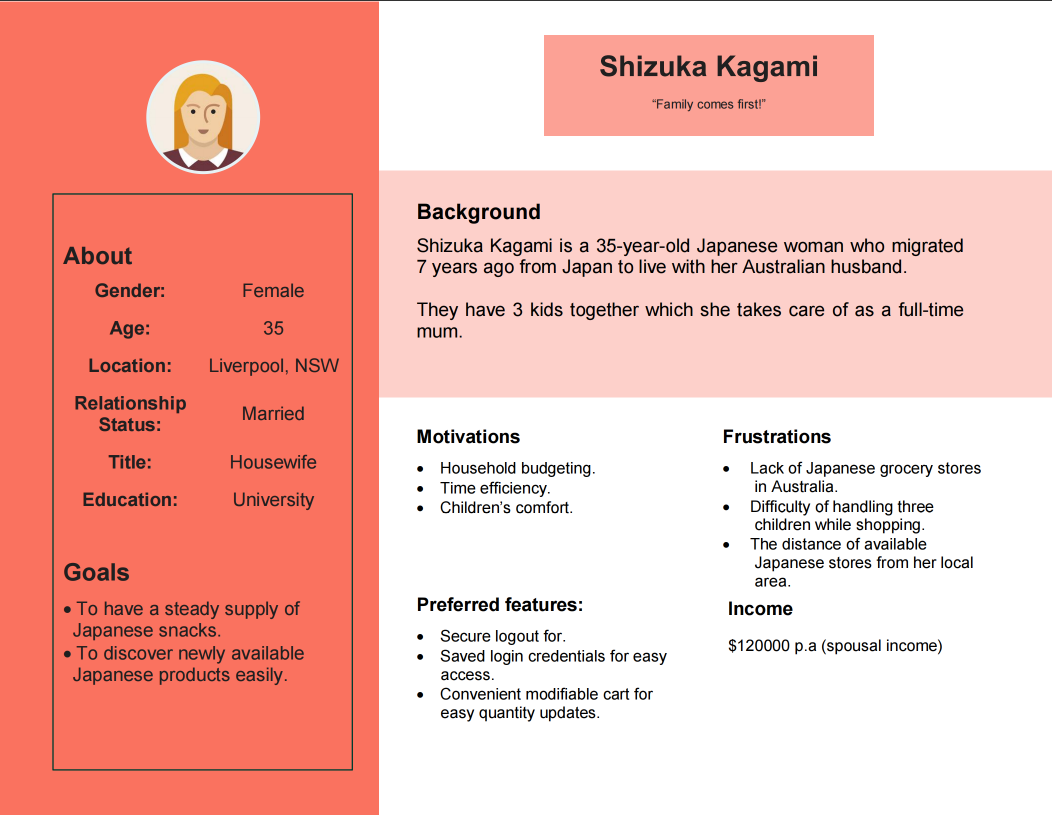 Shizuka Kagami
“Family comes first!”
About
Gender: Female
Age: 35
Location: Liverpool, NSW
Relationship
Status: Married
Title: Housewife
Education: University
Goals
• To have a steady supply of
Japanese snacks.
• To discover newly available
Japanese products easily.
Background
Shizuka Kagami is a 35-year-old Japanese woman who migrated
7 years ago from Japan to live with her Australian husband.
They have 3 kids together which she takes care of as a full-time
mum.
Motivations
• Household budgeting.
• Time efficiency.
• Children’s comfort.
Frustrations
• Lack of Japanese grocery stores
in Australia.
• Difficulty of handling three
children while shopping.
• The distance of available
Japanese stores from her local
area.
Preferred features:
• Secure logout for.
• Saved login credentials for easy
access.
• Convenient modifiable cart for
easy quantity updates.
Income
$120000 p.a (spousal income)